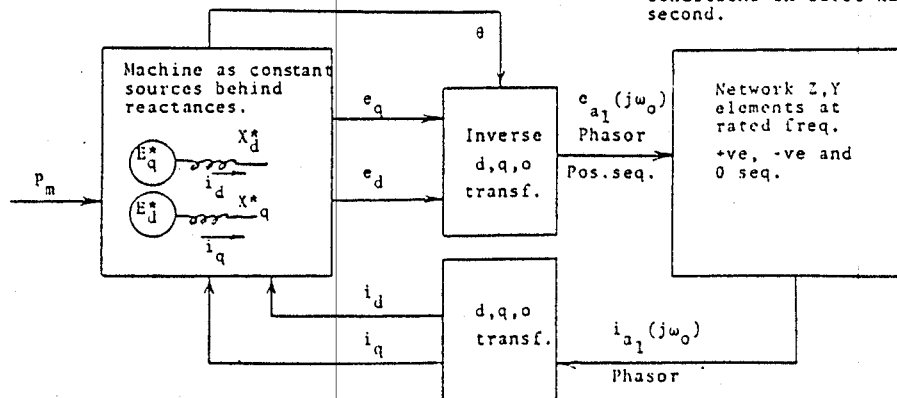 second.
θ
Machine as constant
sources behind
reactances.
E*q
X*d
i_d
E*d
X*q
i_q
P_m
e_q
e_d
Inverse
d,q,o
transf.
e_a1(jω_o)
Phasor
Pos.seq.
Network Z,Y
elements at
rated freq.
+ve, -ve and
0 seq.
i_d
i_q
d,q,o
transf.
i_a1(jω_o)
Phasor